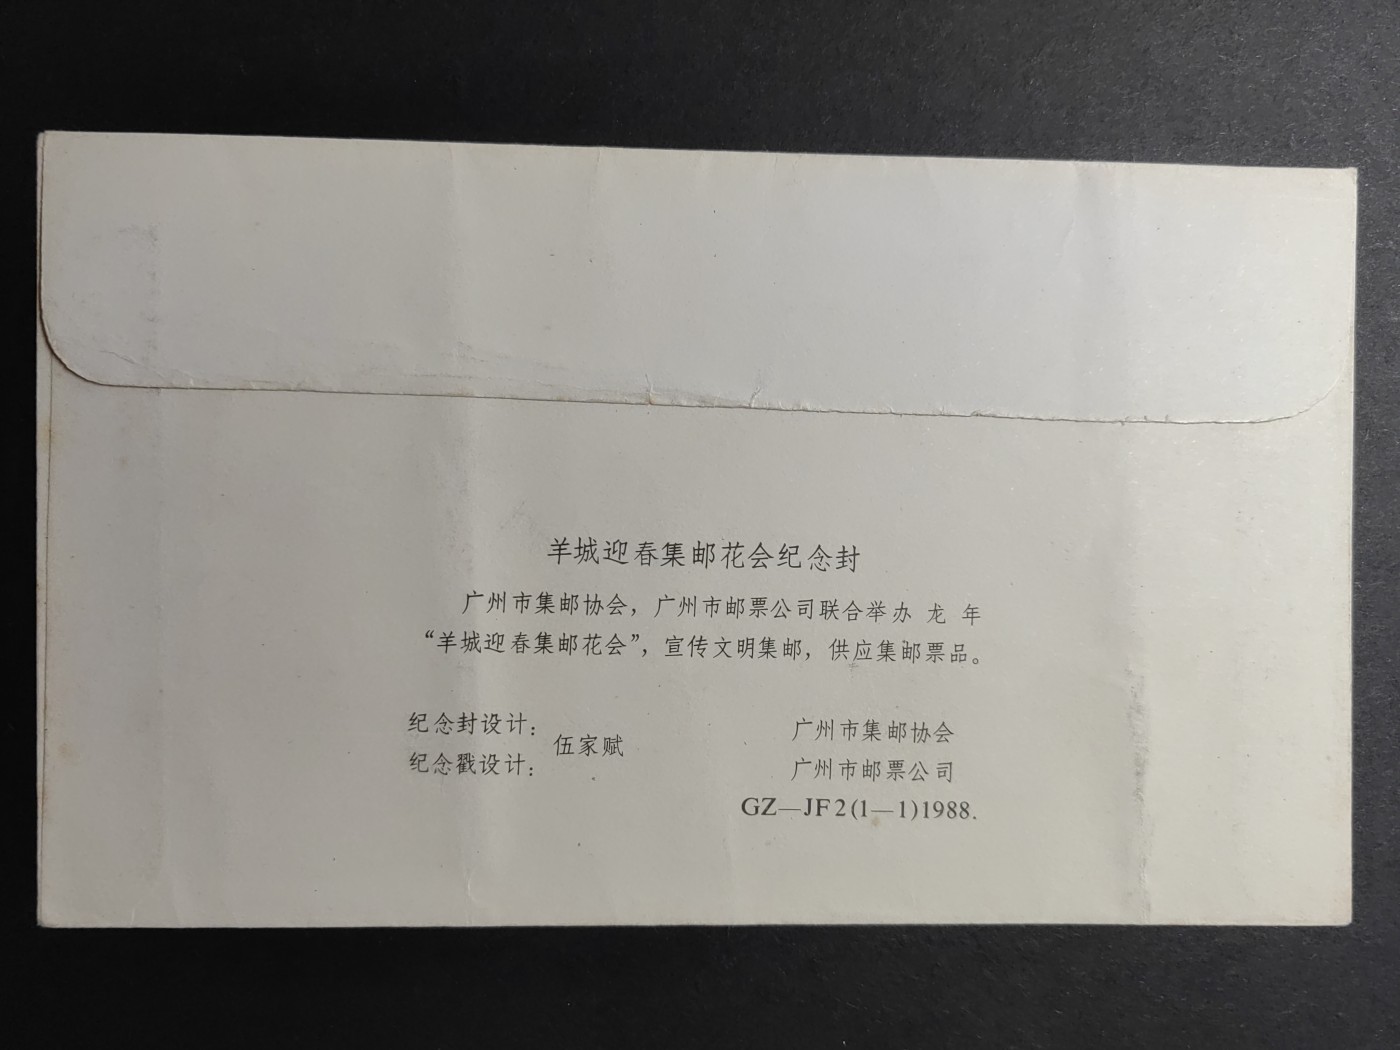 羊城迎春集邮花会纪念封
广州市集邮协会，广州市邮票公司联合举办 龙 年
“羊城迎春集邮花会”，宣传文明集邮，供应集邮票品。
纪念封设计：
伍家赋
纪念戳设计：
广州市集邮协会
广州市邮票公司
GZ—JF2(1—1)1988.